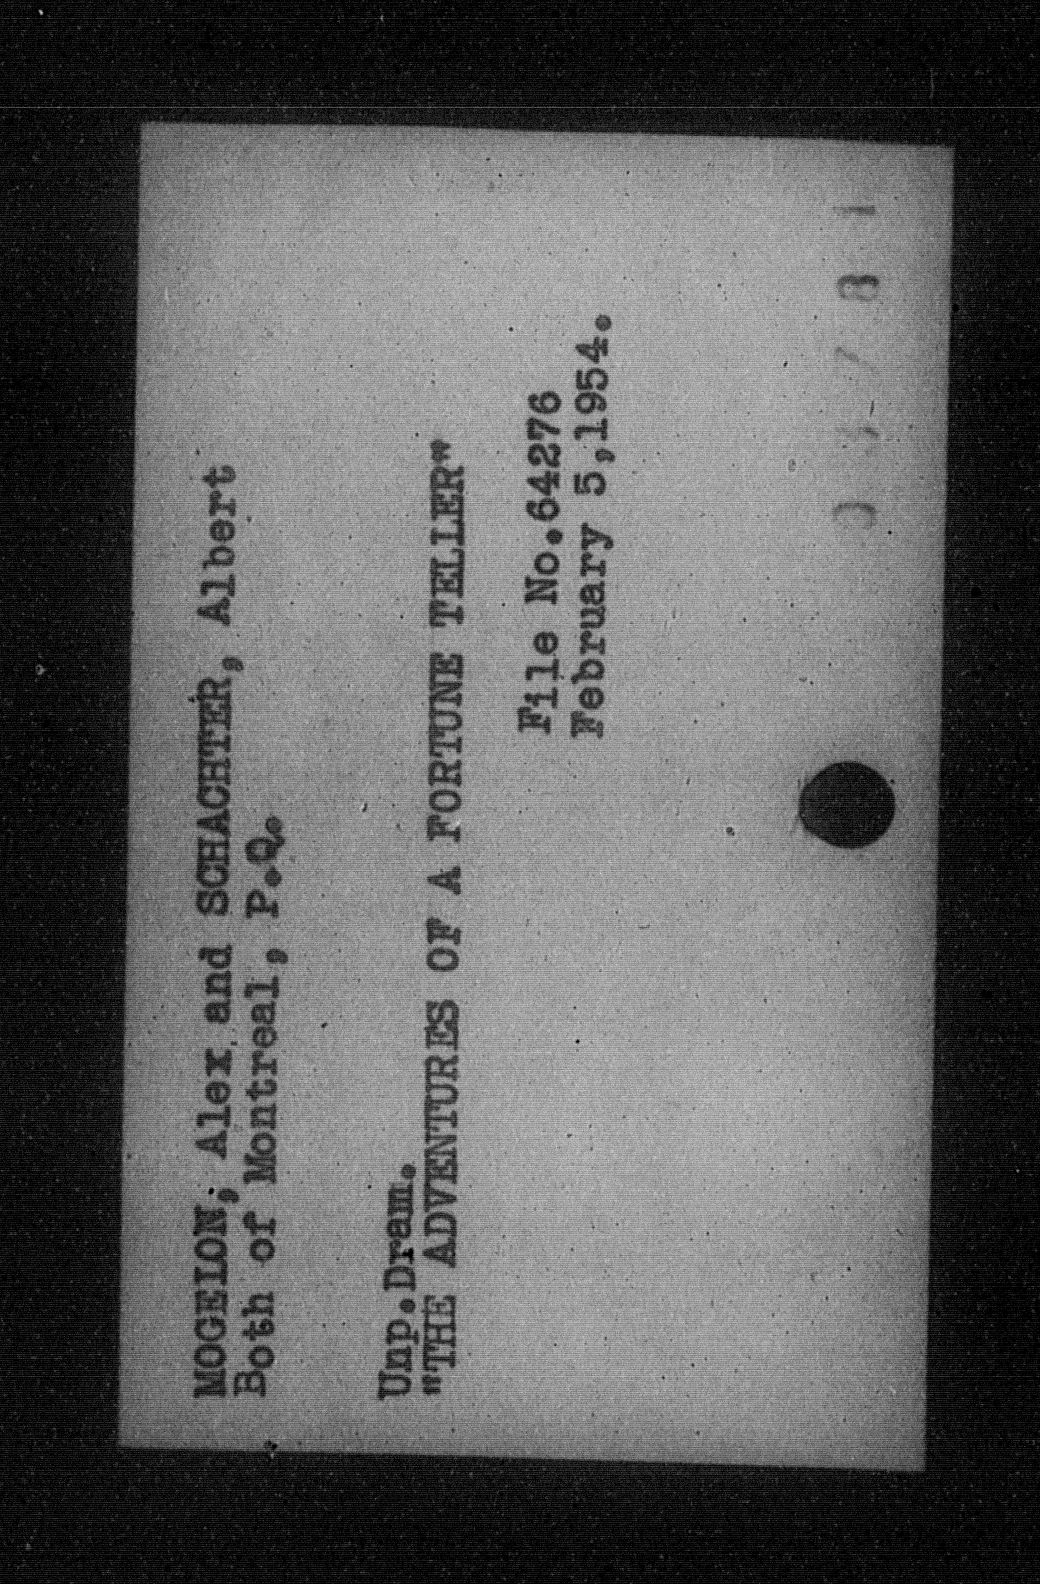 MOGELON, Alex and SCHACHTER, Albert
Both of Montreal, P.Q.
Unp.Dram.
"THE ADVENTURES OF A FORTUNE TELLER"
File No.64276
February 5,1954.